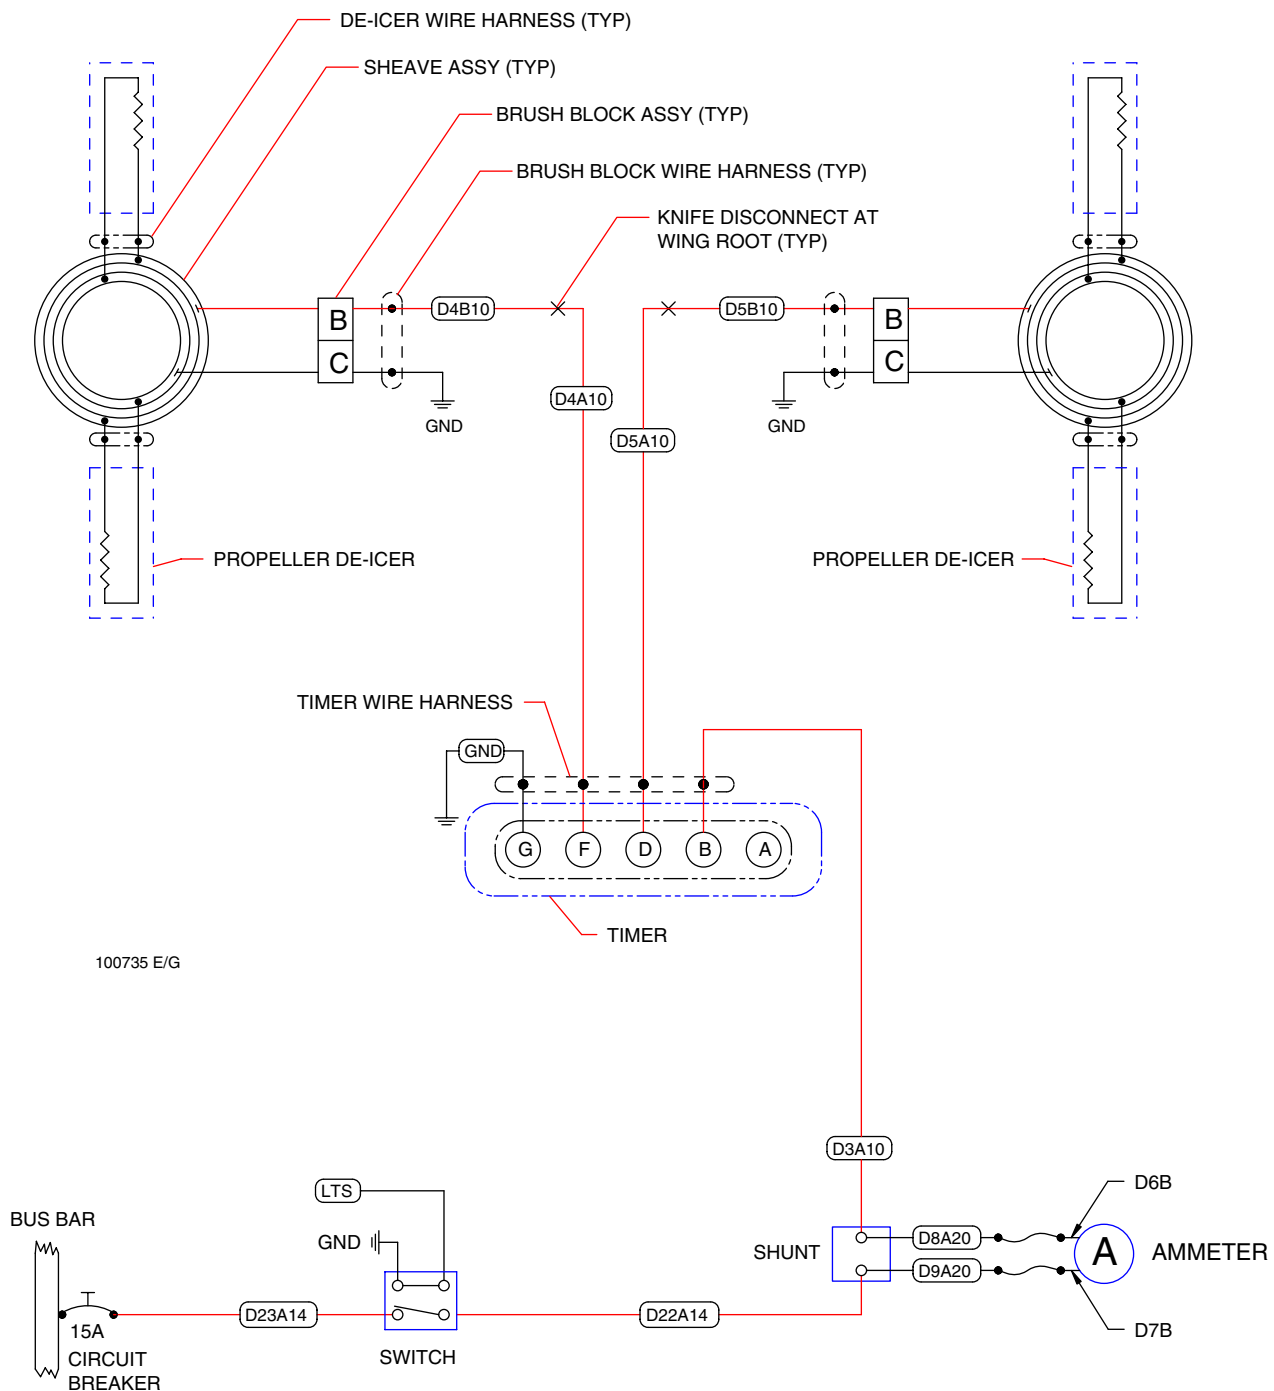 DE-ICER WIRE HARNESS (TYP)
SHEAVE ASSY (TYP)
BRUSH BLOCK ASSY (TYP)
BRUSH BLOCK WIRE HARNESS (TYP)
KNIFE DISCONNECT AT
WING ROOT (TYP)
B
C
D4B10
D5B10
B
C
D4A10
GND
GND
D5A10
PROPELLER DE-ICER
PROPELLER DE-ICER
TIMER WIRE HARNESS
GND
G
F
D
B
A
TIMER
100735 E/G
D3A10
LTS
D6B
BUS BAR
GND
SHUNT
D8A20
A
AMMETER
D9A20
D23A14
D22A14
15A
CIRCUIT
BREAKER
SWITCH
D7B